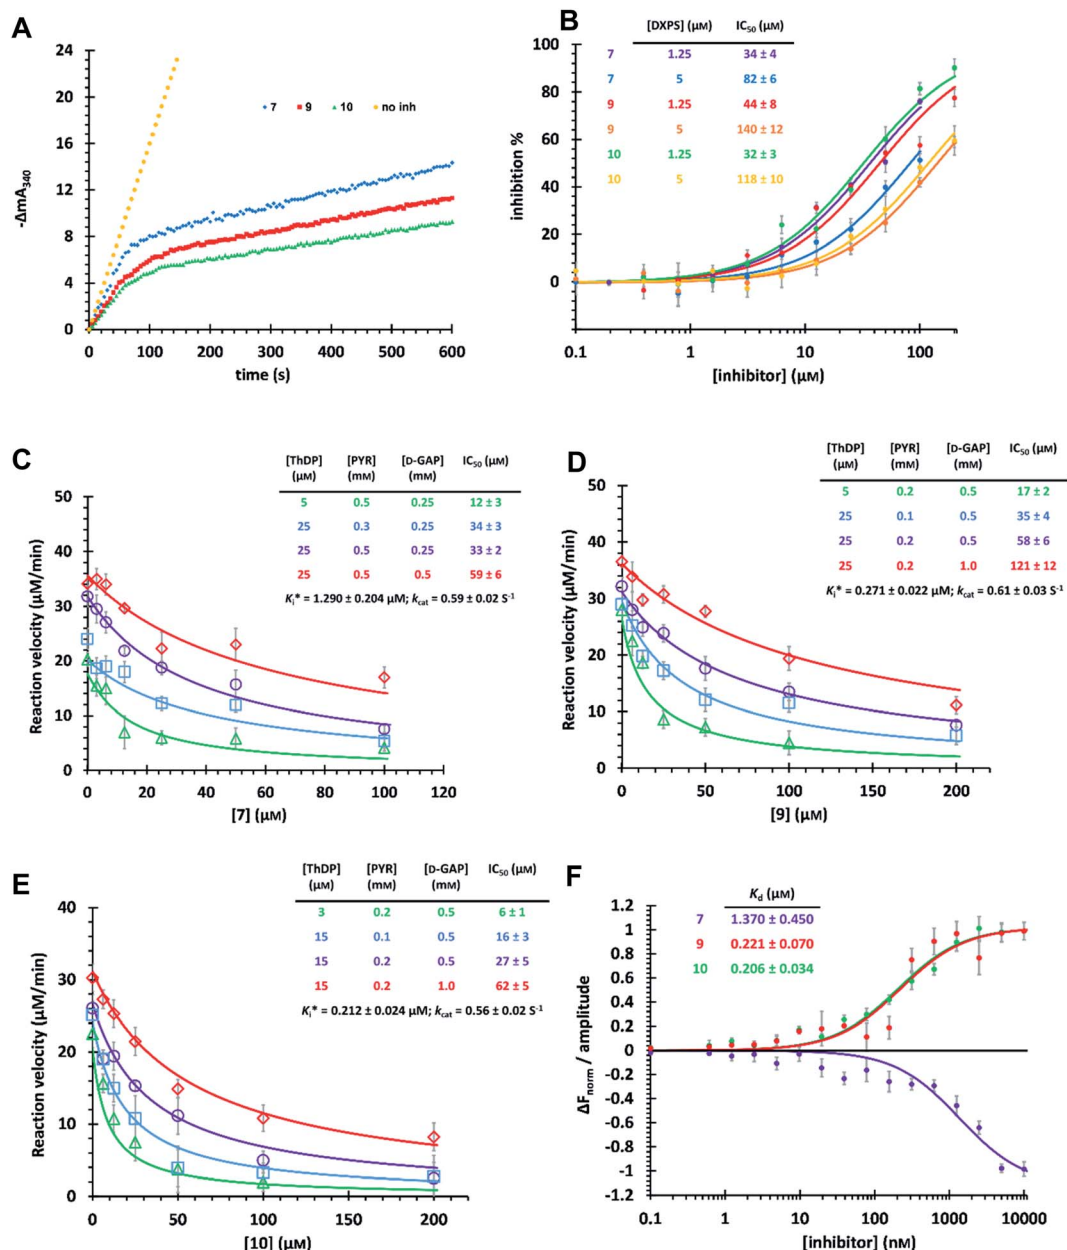 A
24
20
16
12
8
4
0
-ΔmA340
7 9 10 no inh
0 100 200 300 400 500 600
time (s)
B
[DXPS] (μM) IC50 (μM)
7 1.25 34 ± 4
7 5 82 ± 6
9 1.25 44 ± 8
9 5 140 ± 12
10 1.25 32 ± 3
10 5 118 ± 10
100
80
60
40
20
0
inhibition %
0.1 1 10 100
[inhibitor] (μM)
C
[ThDP] [PYR] [D-GAP] IC50 (μM)
(μM) (mM) (mM)
5 0.5 0.25 12 ± 3
25 0.3 0.25 34 ± 3
25 0.5 0.25 33 ± 2
25 0.5 0.5 59 ± 6
Ki* = 1.290 ± 0.204 μM; kcat = 0.59 ± 0.02 S-1
50
40
30
20
10
0
Reaction velocity (μM/min)
0 20 40 60 80 100 120
[7] (μM)
D
[ThDP] [PYR] [D-GAP] IC50 (μM)
(μM) (mM) (mM)
5 0.2 0.5 17 ± 2
25 0.1 0.5 35 ± 4
25 0.2 0.5 58 ± 6
25 0.2 1.0 121 ± 12
Ki* = 0.271 ± 0.022 μM; kcat = 0.61 ± 0.03 S-1
50
40
30
20
10
0
Reaction velocity (μM/min)
0 50 100 150 200
[9] (μM)
E
[ThDP] [PYR] [D-GAP] IC50 (μM)
(μM) (mM) (mM)
3 0.2 0.5 6 ± 1
15 0.1 0.5 16 ± 3
15 0.2 0.5 27 ± 5
15 0.2 1.0 62 ± 5
Ki* = 0.212 ± 0.024 μM; kcat = 0.56 ± 0.02 S-1
40
30
20
10
0
Reaction velocity (μM/min)
0 50 100 150 200
[10] (μM)
F
Kd (μM)
7 1.370 ± 0.450
9 0.221 ± 0.070
10 0.206 ± 0.034
1.2
1
0.8
0.6
0.4
0.2
0
-0.2
-0.4
-0.6
-0.8
-1
-1.2
ΔFnorm / amplitude
0.1 1 10 100 1000 10000
[inhibitor] (nM)